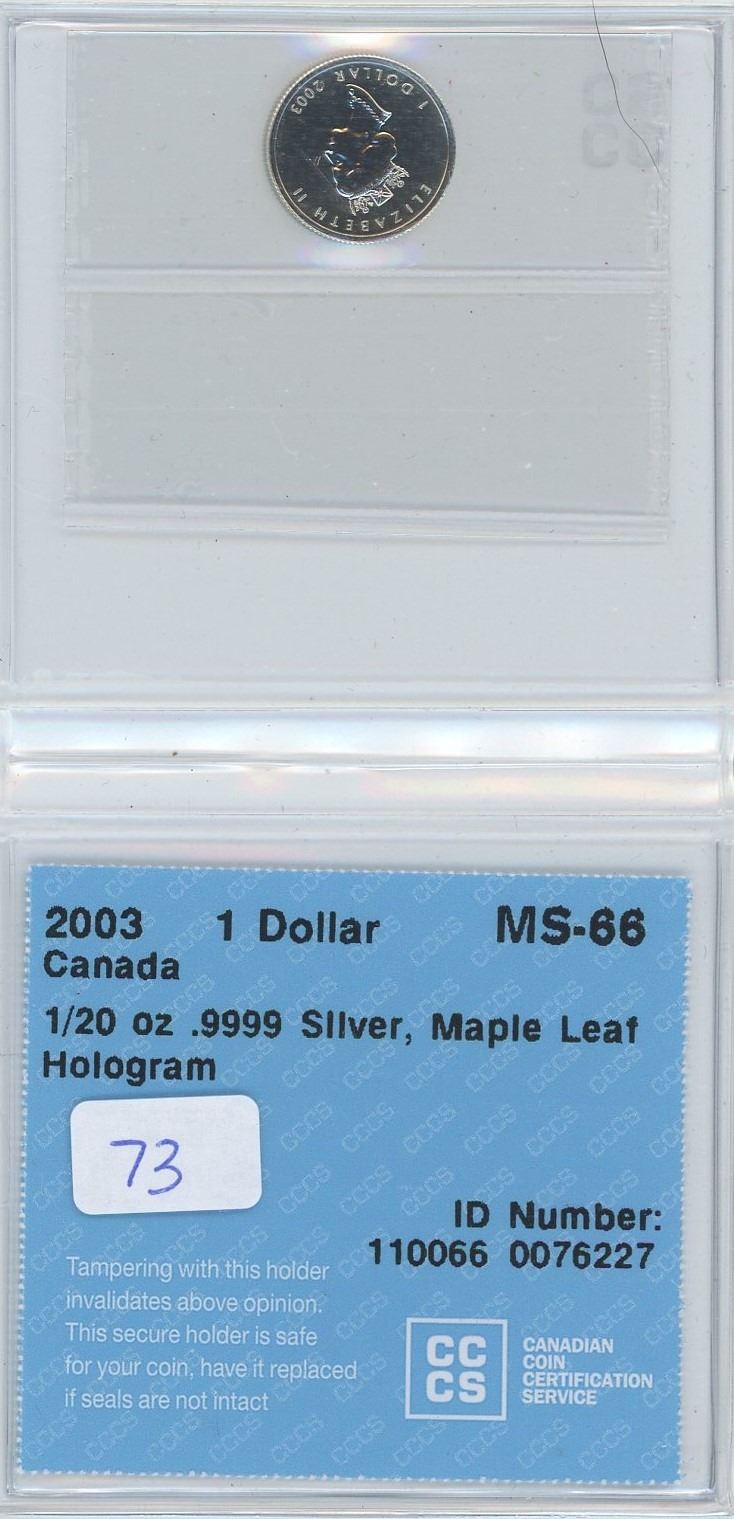 ELIZABETH II
1 DOLLAR 2003
CC
CS
2003 1 Dollar MS-66
Canada
1/20 oz .9999 Silver, Maple Leaf
Hologram
73
ID Number:
110066 0076227
Tampering with this holder
invalidates above opinion.
This secure holder is safe
for your coin, have it replaced
if seals are not intact
CC
CS
CANADIAN
COIN
CERTIFICATION
SERVICE